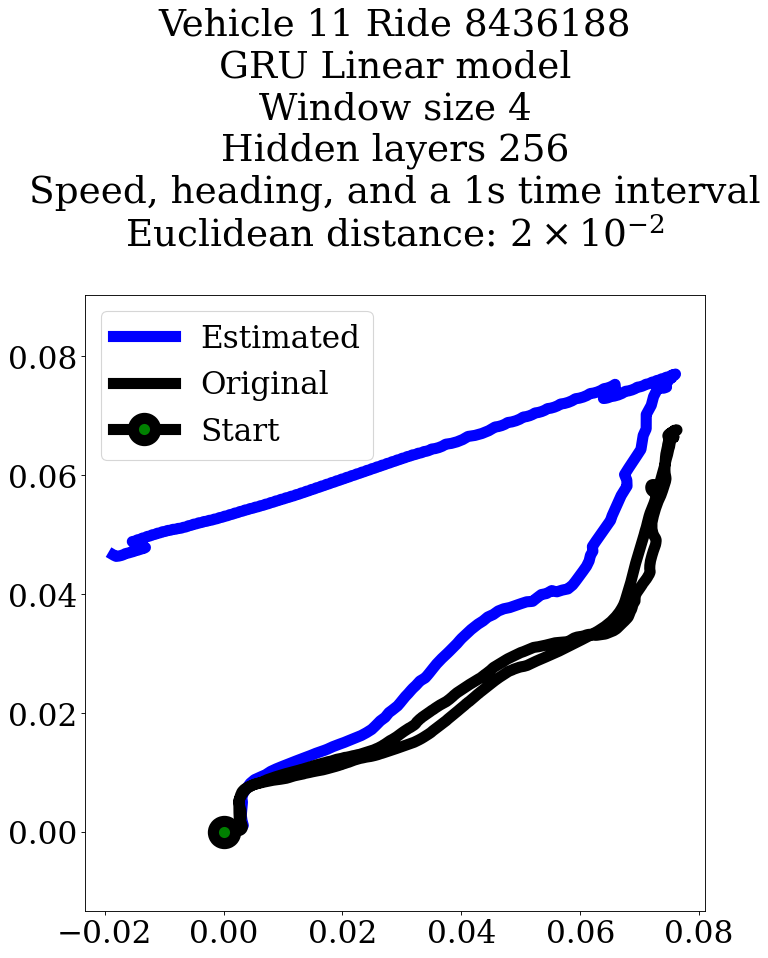 Vehicle 11 Ride 8436188
GRU Linear model
Window size 4
Hidden layers 256
Speed, heading, and a 1s time interval
Euclidean distance: 2 × 10⁻²
Estimated
Original
Start
0.08
0.06
0.04
0.02
0.00
−0.02 0.00 0.02 0.04 0.06 0.08